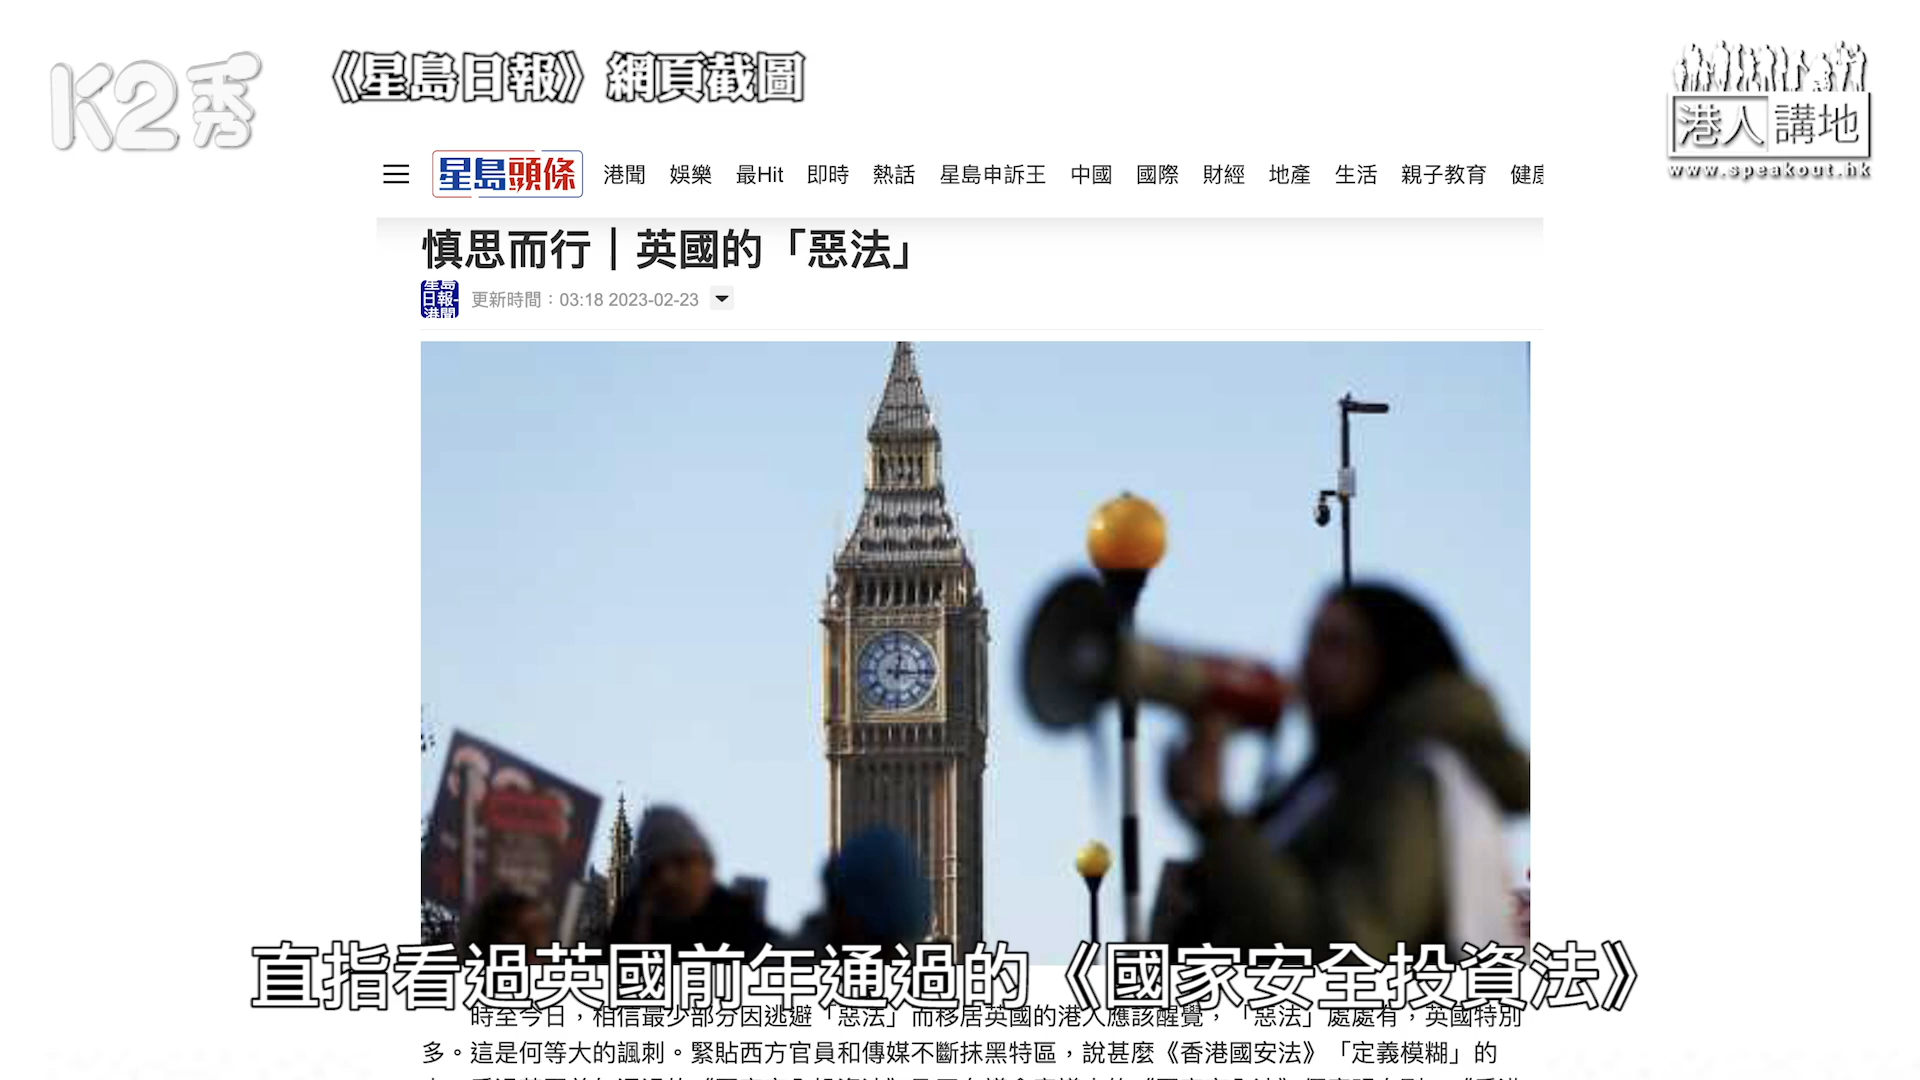 K2秀
《星島日報》網頁截圖
港人講地
www.speakout.hk
星島頭條 港聞 娛樂 最Hit 即時 熱話 星島申訴王 中國 國際 財經 地產 生活 親子教育 健康
慎思而行｜英國的「惡法」
星島日報-港聞
更新時間：03:18 2023-02-23
直指看過英國前年通過的《國家安全投資法》
時至今日，相信最少部分因逃避「惡法」而移居英國的港人應該醒覺，「惡法」處處有，英國特別
多。這是何等大的諷刺。緊貼西方官員和傳媒不斷抹黑特區，說甚麼《香港國安法》「定義模糊」的